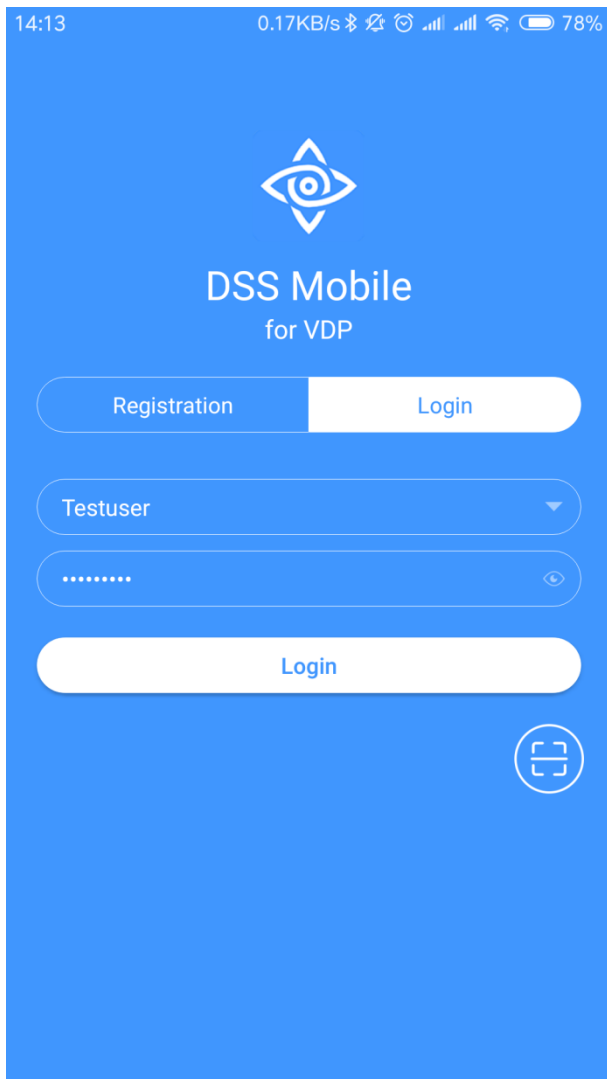 14:13 0.17KB/s 78%
DSS Mobile
for VDP
Registration Login
Testuser
•••••••••
Login